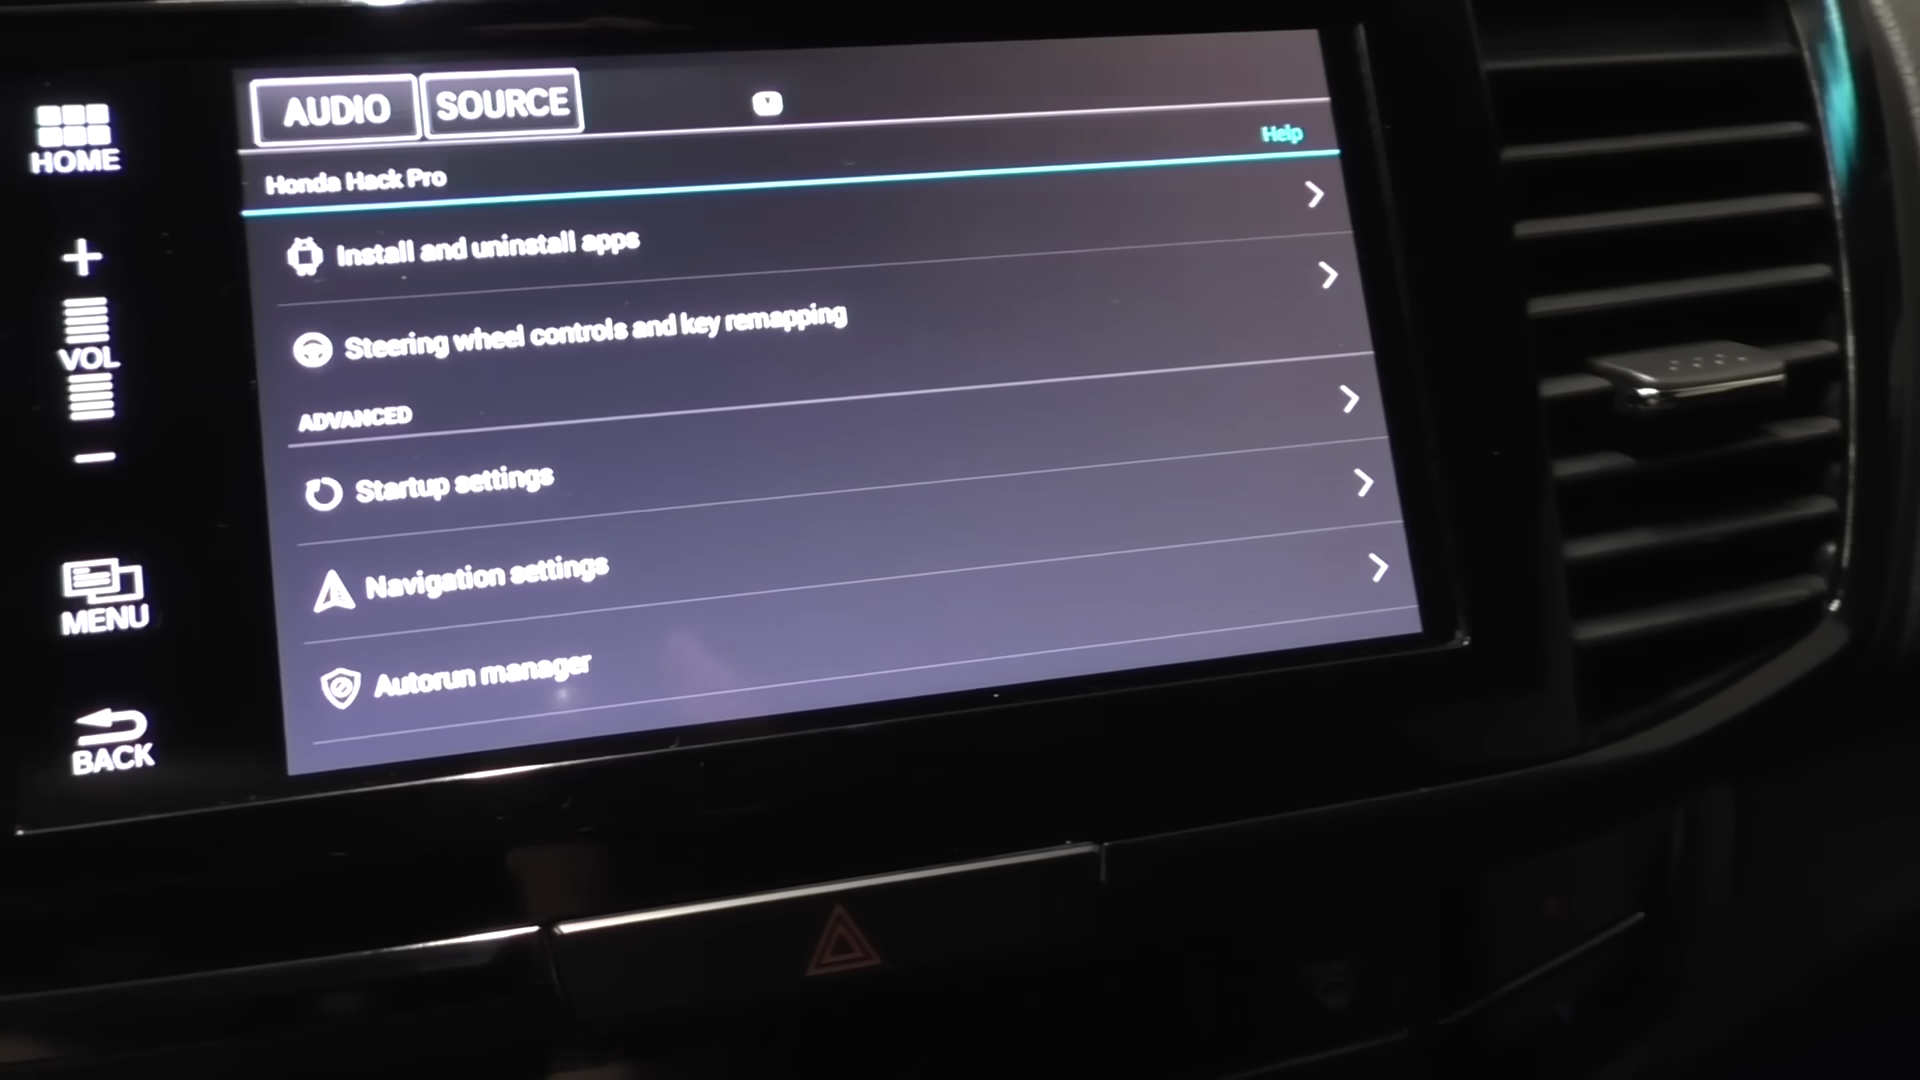 AUDIO
SOURCE
HOME
Help
Honda Hack Pro
Install and uninstall apps
Steering wheel controls and key remapping
VOL
ADVANCED
Startup settings
Navigation settings
MENU
Autorun manager
BACK